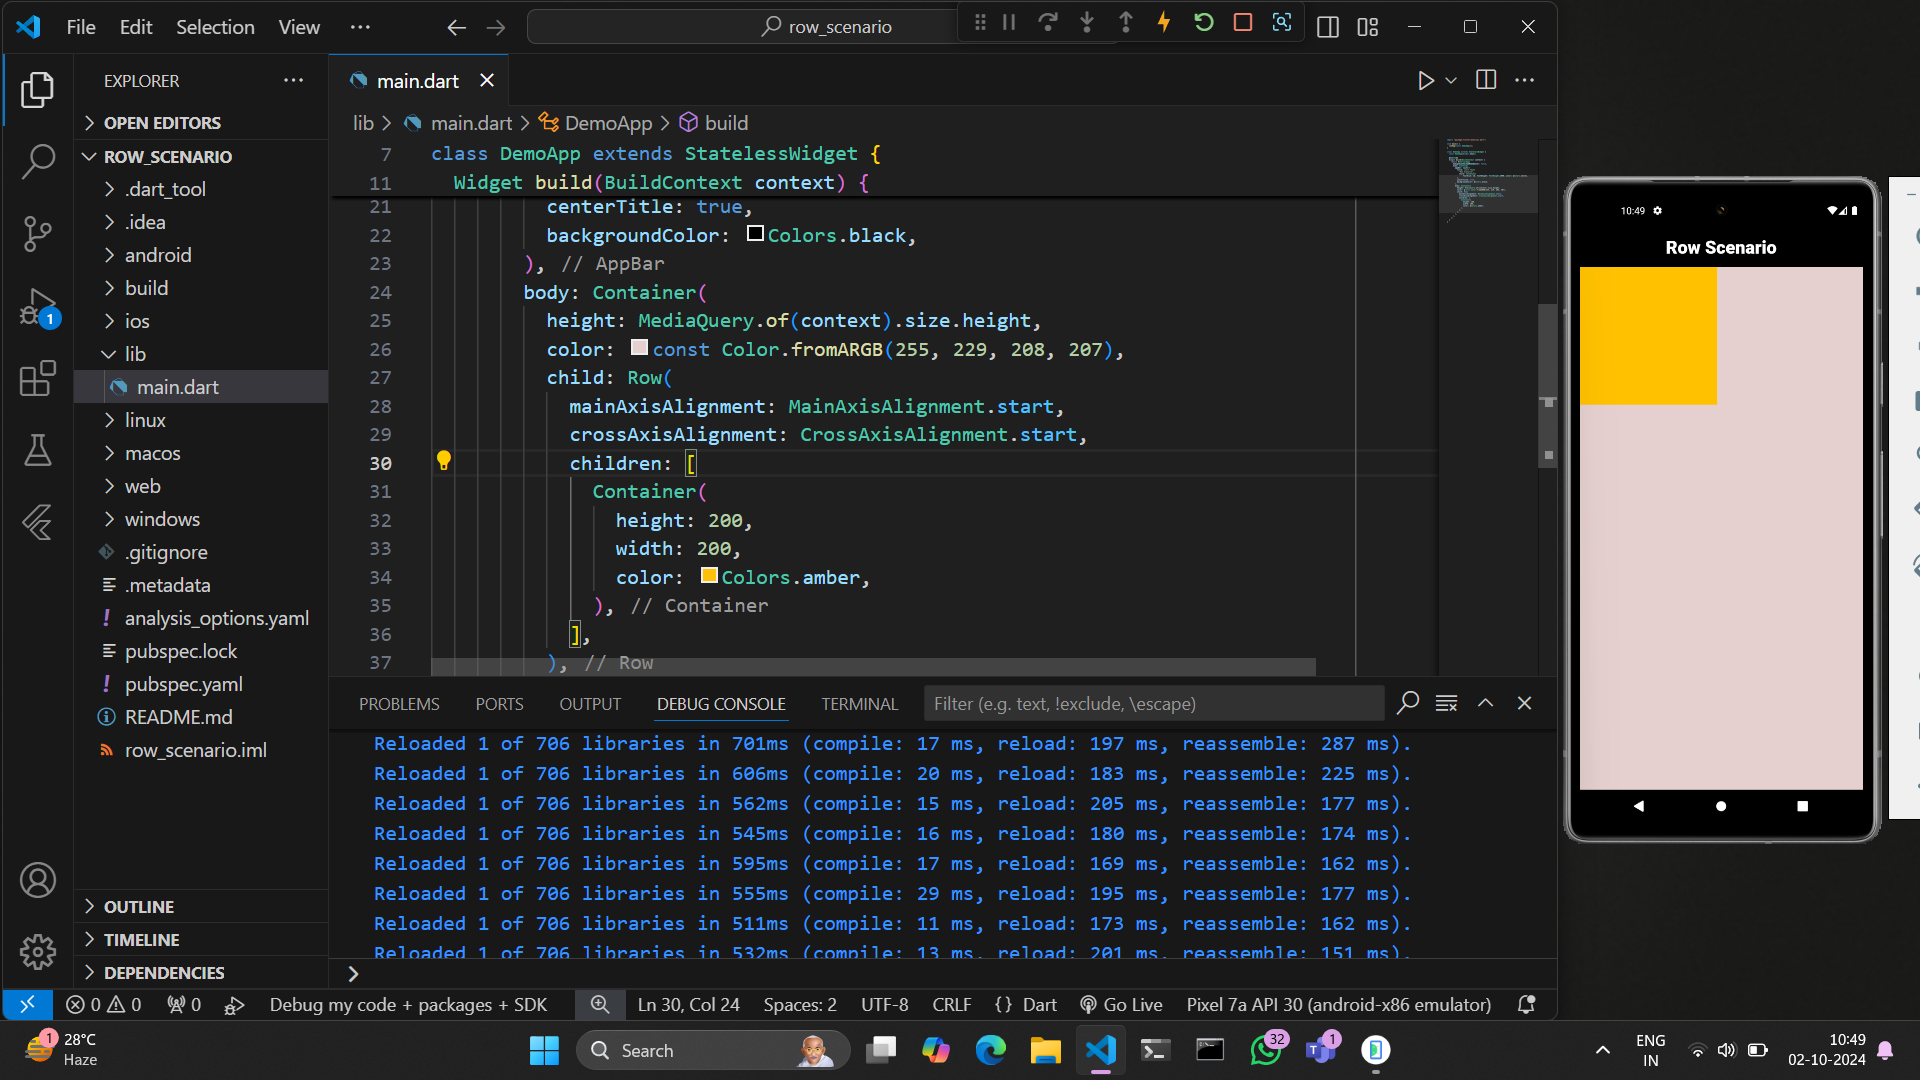 File Edit Selection View ···
row_scenario
EXPLORER
OPEN EDITORS
ROW_SCENARIO
.dart_tool
.idea
android
build
ios
lib
main.dart
linux
macos
web
windows
.gitignore
.metadata
analysis_options.yaml
pubspec.lock
pubspec.yaml
README.md
row_scenario.iml
OUTLINE
TIMELINE
DEPENDENCIES
1
main.dart
lib > main.dart > DemoApp > build
7 class DemoApp extends StatelessWidget {
11 Widget build(BuildContext context) {
21 centerTitle: true,
22 backgroundColor: Colors.black,
23 ), // AppBar
24 body: Container(
25 height: MediaQuery.of(context).size.height,
26 color: const Color.fromARGB(255, 229, 208, 207),
27 child: Row(
28 mainAxisAlignment: MainAxisAlignment.start,
29 crossAxisAlignment: CrossAxisAlignment.start,
30 children: [
31 Container(
32 height: 200,
33 width: 200,
34 color: Colors.amber,
35 ), // Container
36 ],
37 ), // Row
PROBLEMS PORTS OUTPUT DEBUG CONSOLE TERMINAL Filter (e.g. text, !exclude, \escape)
Reloaded 1 of 706 libraries in 701ms (compile: 17 ms, reload: 197 ms, reassemble: 287 ms).
Reloaded 1 of 706 libraries in 606ms (compile: 20 ms, reload: 183 ms, reassemble: 225 ms).
Reloaded 1 of 706 libraries in 562ms (compile: 15 ms, reload: 205 ms, reassemble: 177 ms).
Reloaded 1 of 706 libraries in 545ms (compile: 16 ms, reload: 180 ms, reassemble: 174 ms).
Reloaded 1 of 706 libraries in 595ms (compile: 17 ms, reload: 169 ms, reassemble: 162 ms).
Reloaded 1 of 706 libraries in 555ms (compile: 29 ms, reload: 195 ms, reassemble: 177 ms).
Reloaded 1 of 706 libraries in 511ms (compile: 11 ms, reload: 173 ms, reassemble: 162 ms).
Reloaded 1 of 706 libraries in 532ms (compile: 13 ms, reload: 201 ms, reassemble: 151 ms).
0 0 0 Debug my code + packages + SDK Ln 30, Col 24 Spaces: 2 UTF-8 CRLF {} Dart Go Live Pixel 7a API 30 (android-x86 emulator)
10:49
Row Scenario
1 28°C
Haze
Search
32
1
ENG
IN
10:49
02-10-2024